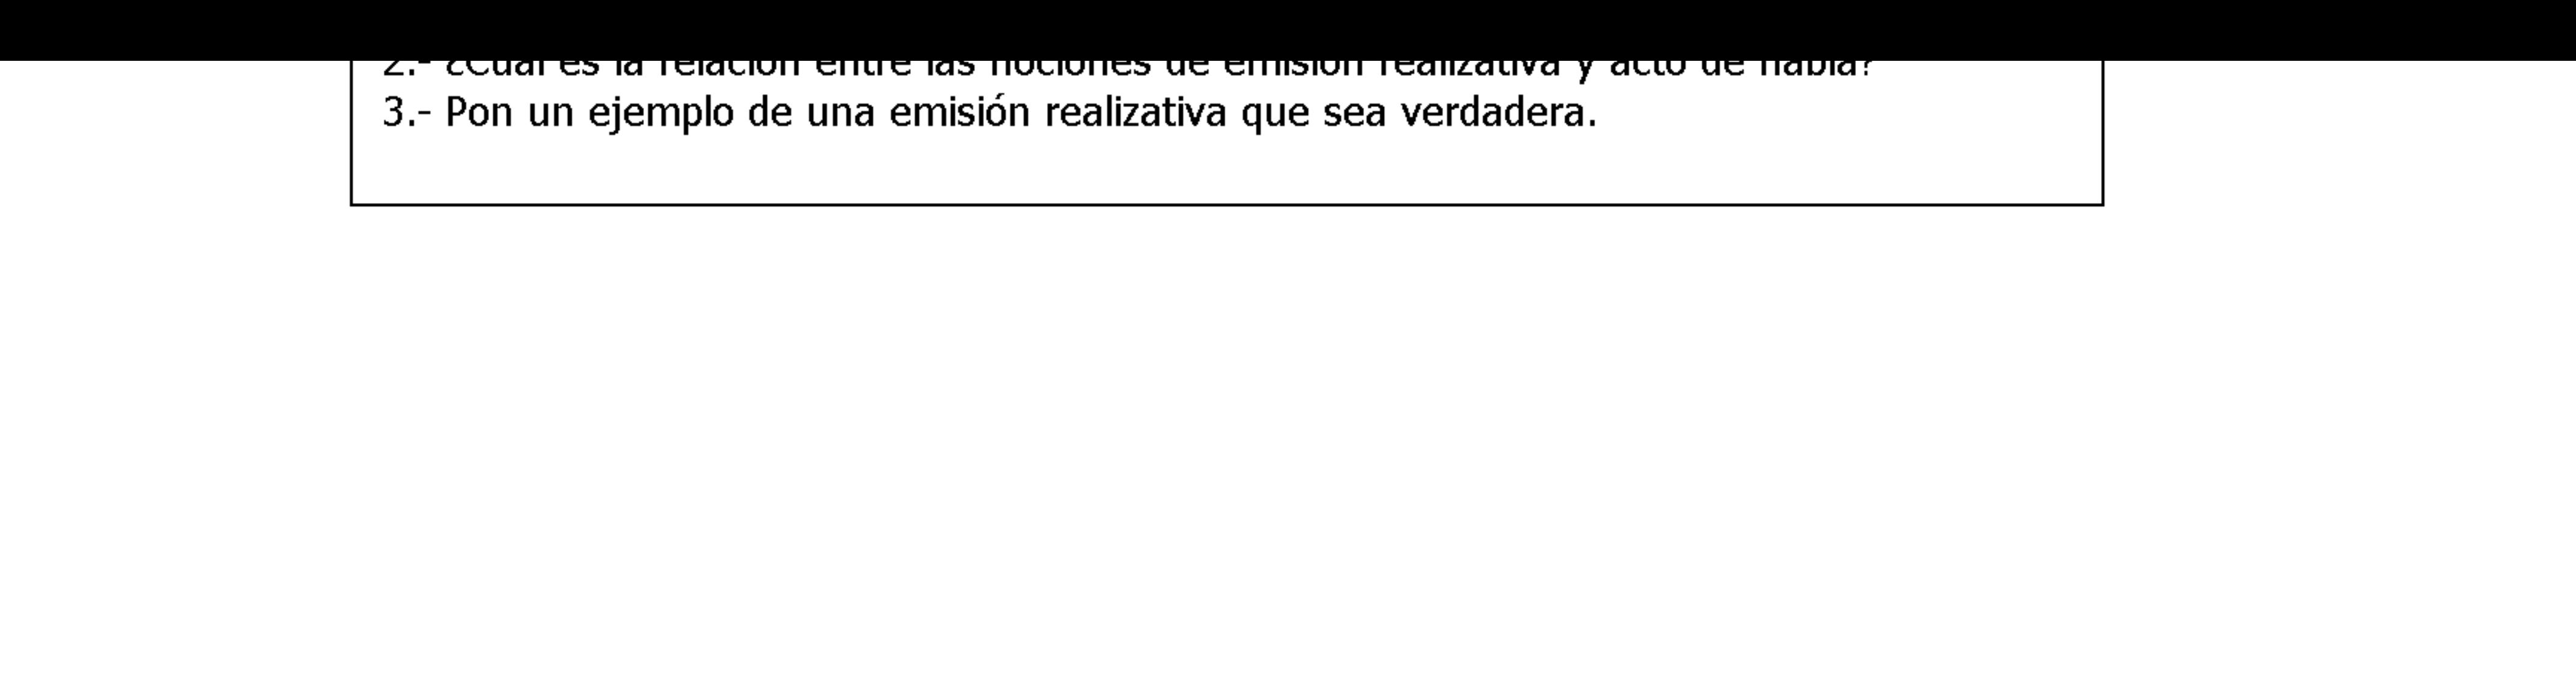 2.- ¿Cuál es la relación entre las nociones de emisión realizativa y acto de habla?
3.- Pon un ejemplo de una emisión realizativa que sea verdadera.